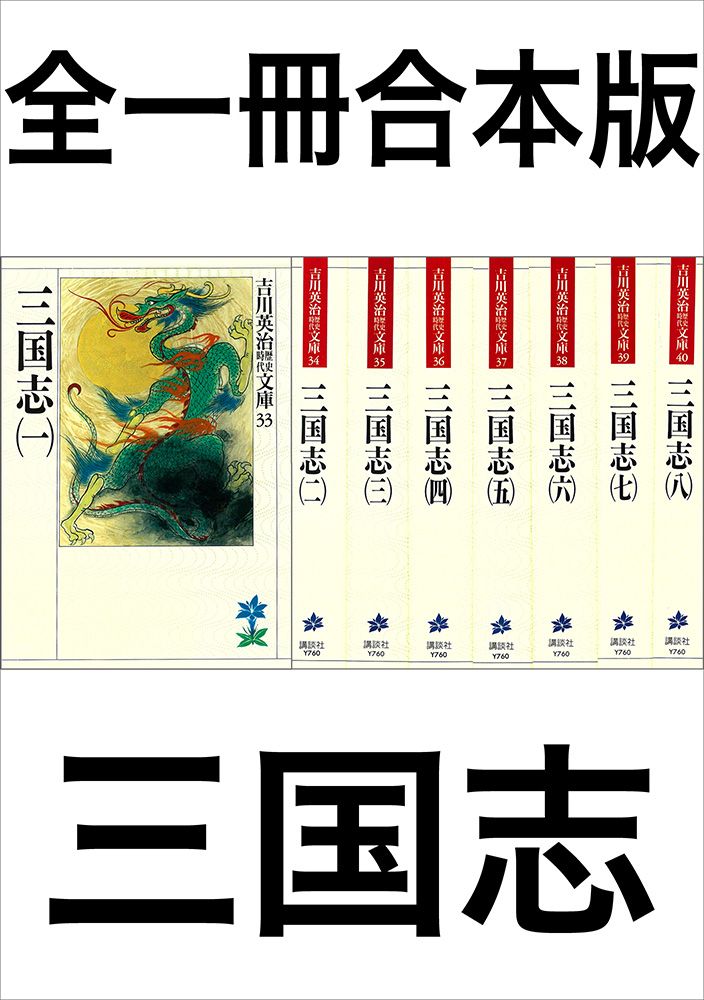 全一冊合本版
三国志(一)
吉川英治歴史時代文庫33
吉川英治歴史時代文庫
34
三国志(二)
講談社
Y760
吉川英治歴史時代文庫
35
三国志(三)
講談社
Y760
吉川英治歴史時代文庫
36
三国志(四)
講談社
Y760
吉川英治歴史時代文庫
37
三国志(五)
講談社
Y760
吉川英治歴史時代文庫
38
三国志(六)
講談社
Y760
吉川英治歴史時代文庫
39
三国志(七)
講談社
Y760
吉川英治歴史時代文庫
40
三国志(八)
講談社
Y760
三国志